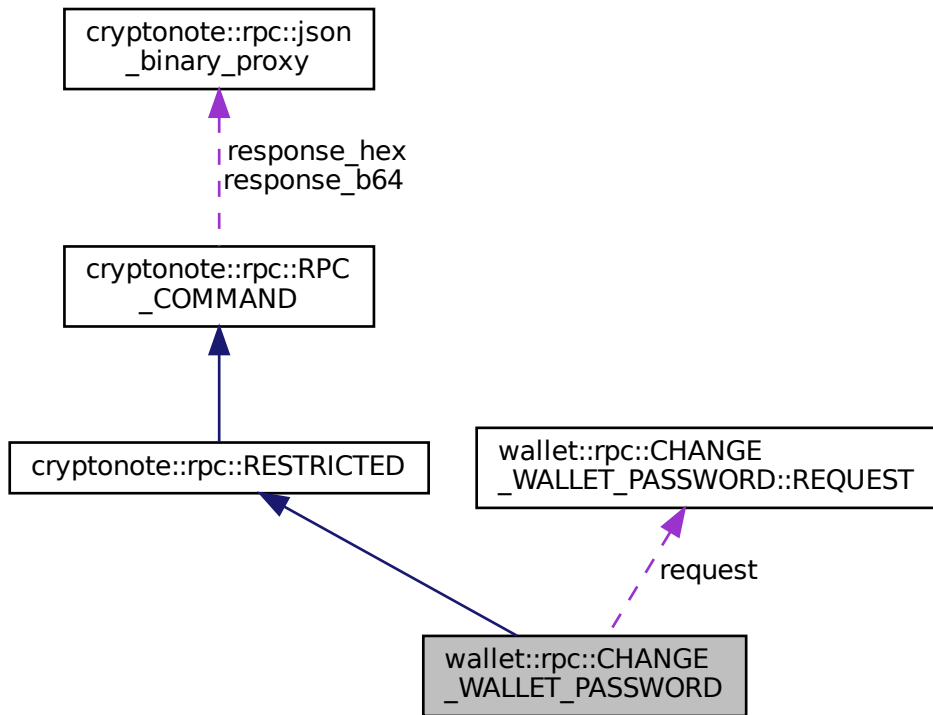 cryptonote::rpc::json
_binary_proxy
response_hex
response_b64
cryptonote::rpc::RPC
_COMMAND
cryptonote::rpc::RESTRICTED
wallet::rpc::CHANGE
_WALLET_PASSWORD::REQUEST
request
wallet::rpc::CHANGE
_WALLET_PASSWORD